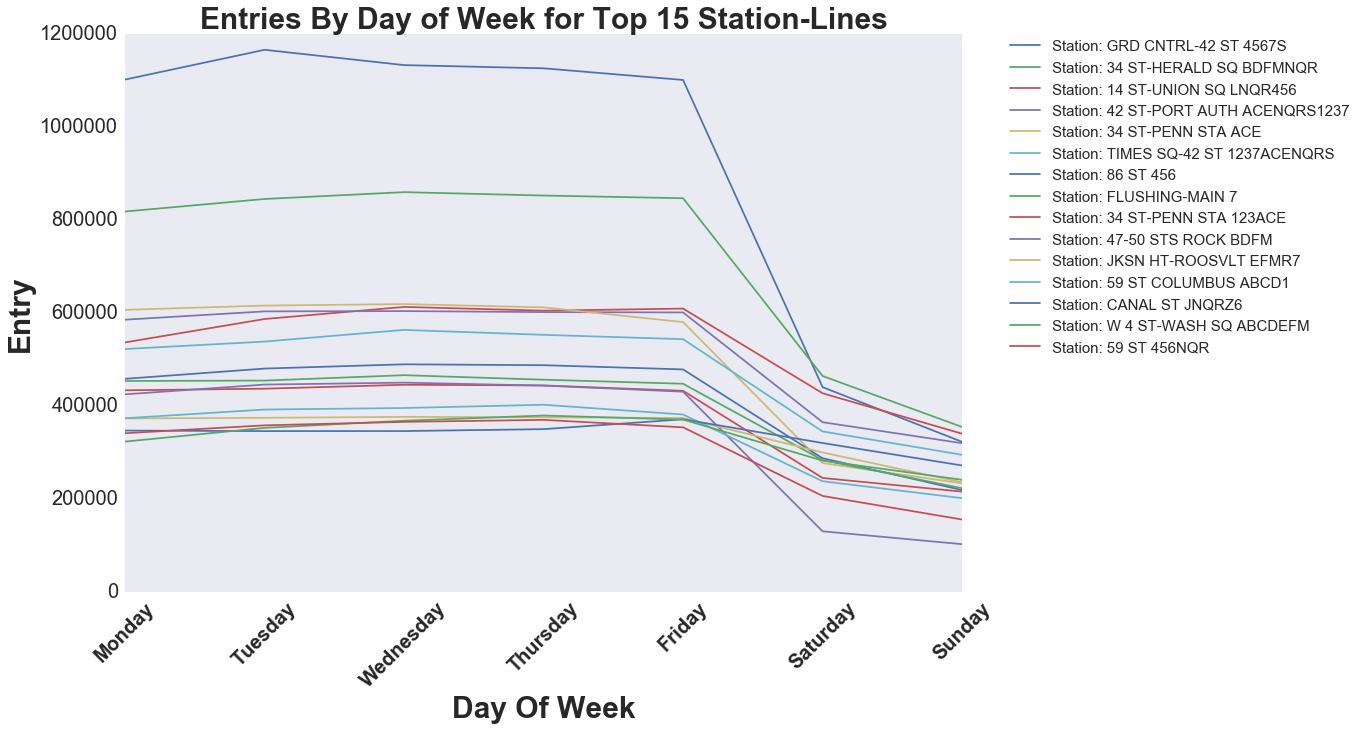 Entries By Day of Week for Top 15 Station-Lines
1200000
1000000
800000
600000
400000
200000
0
Entry
Monday
Tuesday
Wednesday
Thursday
Friday
Saturday
Sunday
Day Of Week
Station: GRD CNTRL-42 ST 4567S
Station: 34 ST-HERALD SQ BDFMNQR
Station: 14 ST-UNION SQ LNQR456
Station: 42 ST-PORT AUTH ACENQRS1237
Station: 34 ST-PENN STA ACE
Station: TIMES SQ-42 ST 1237ACENQRS
Station: 86 ST 456
Station: FLUSHING-MAIN 7
Station: 34 ST-PENN STA 123ACE
Station: 47-50 STS ROCK BDFM
Station: JKSN HT-ROOSVLT EFMR7
Station: 59 ST COLUMBUS ABCD1
Station: CANAL ST JNQRZ6
Station: W 4 ST-WASH SQ ABCDEFM
Station: 59 ST 456NQR